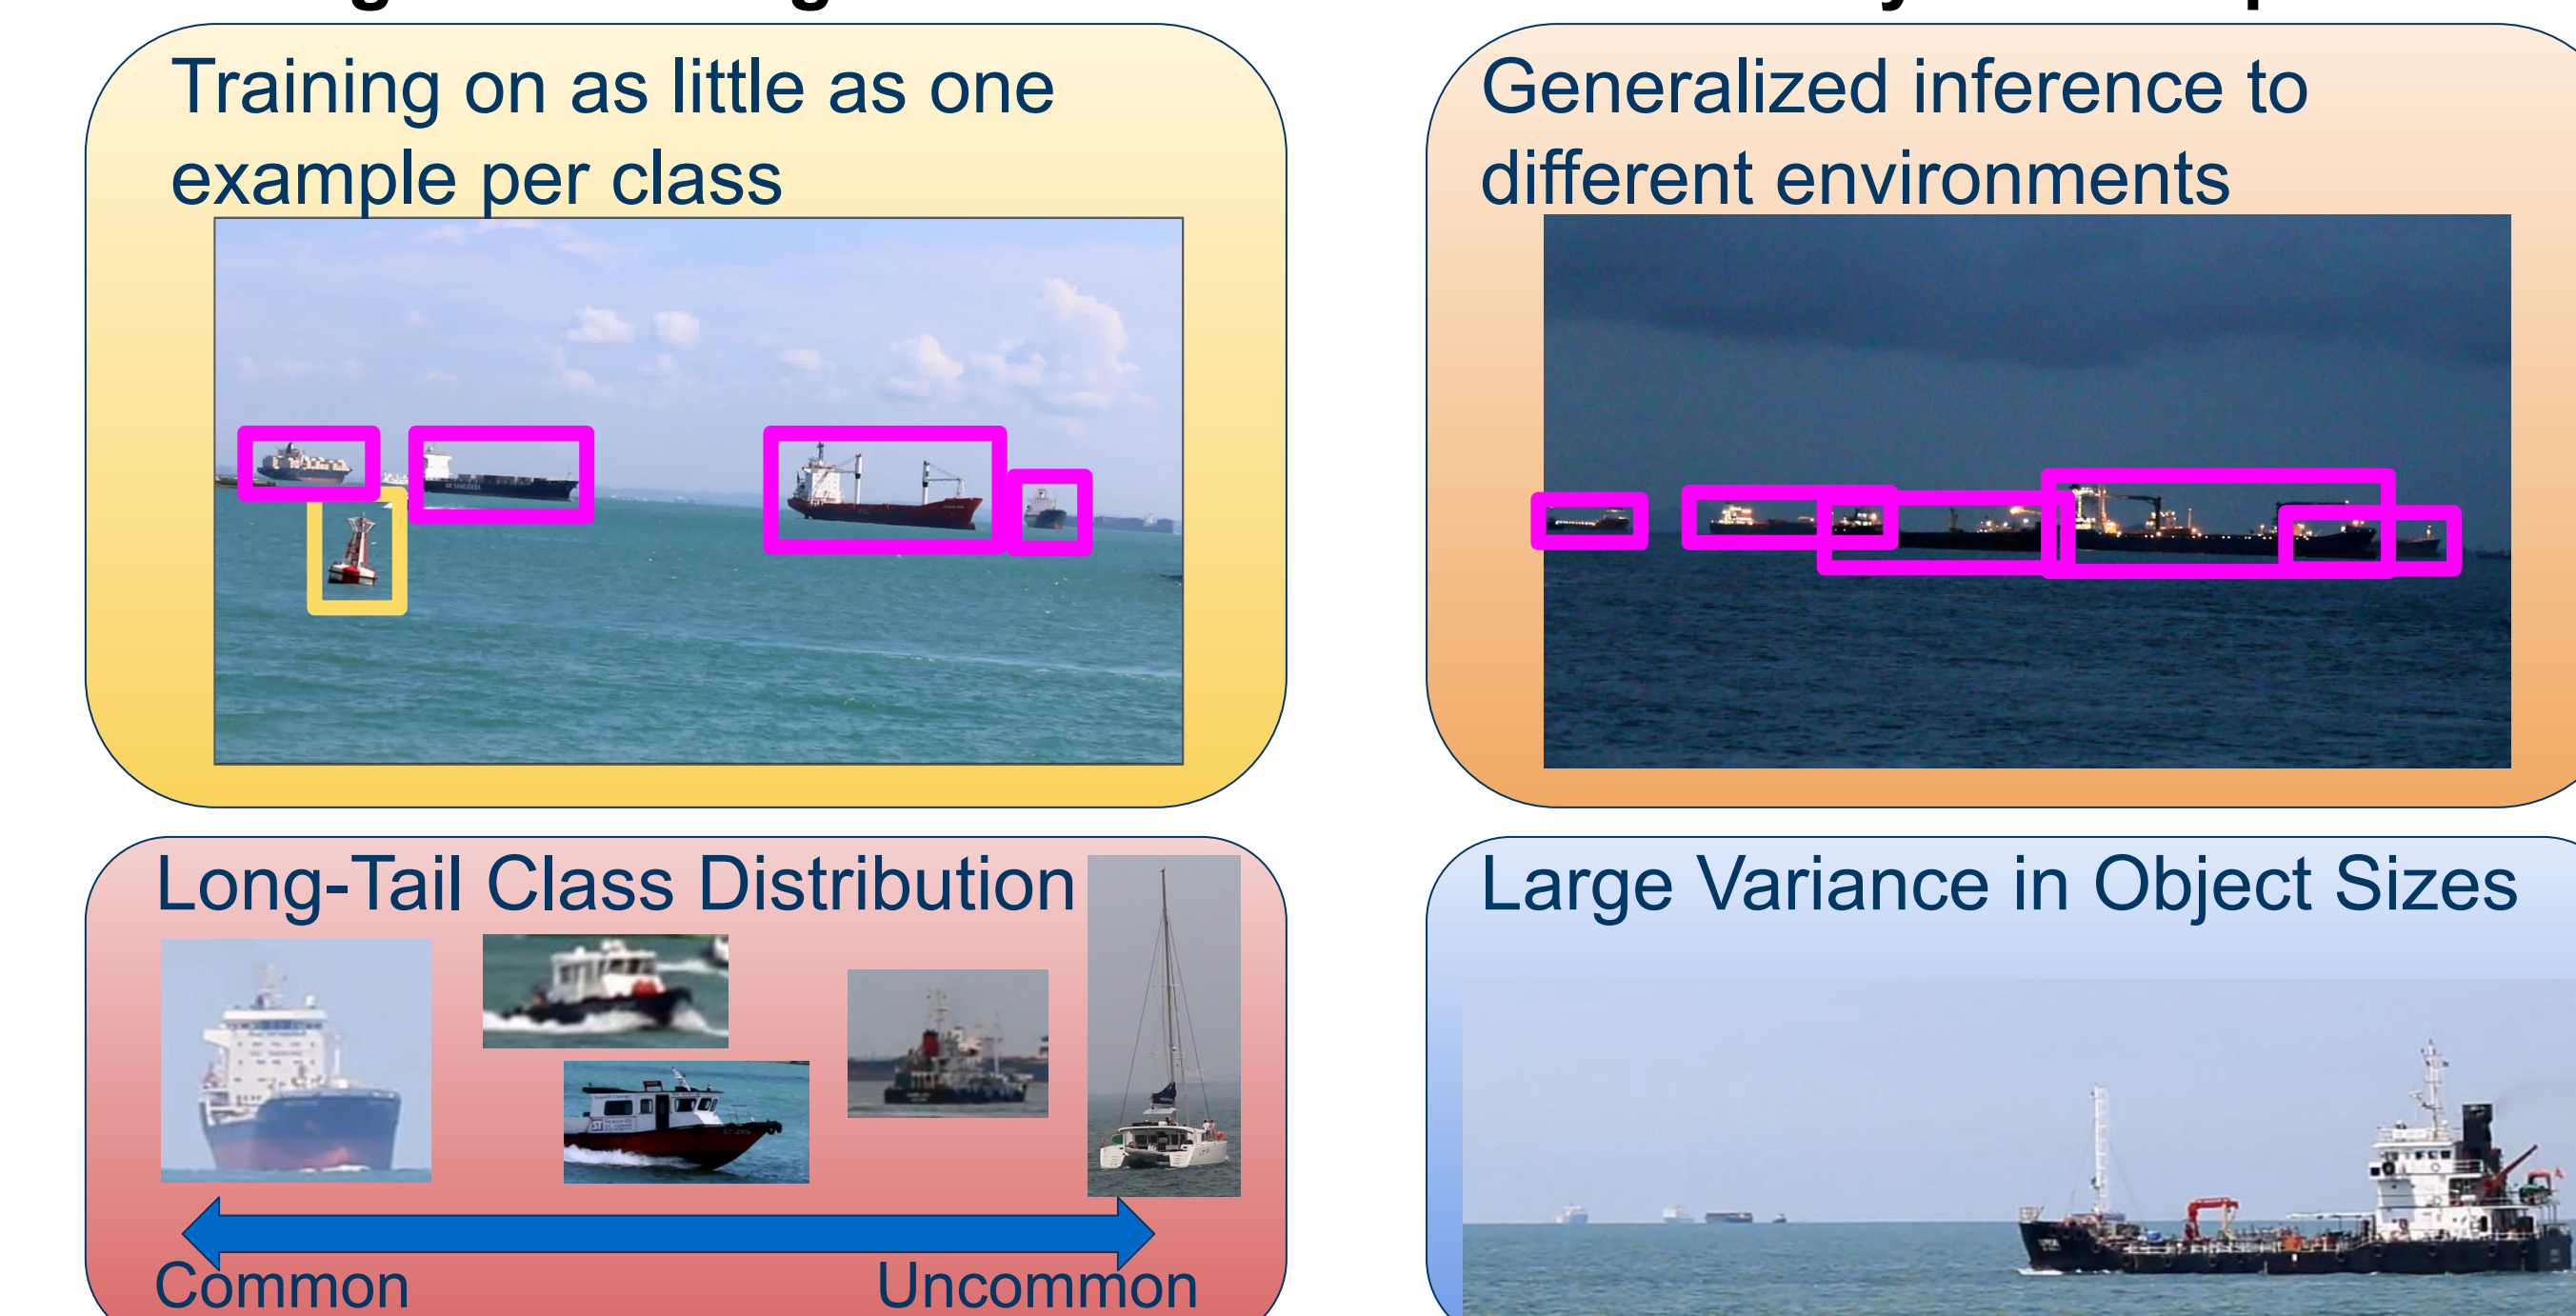 Training on as little as one
example per class
Generalized inference to
different environments
Long-Tail Class Distribution
Common
Uncommon
Large Variance in Object Sizes